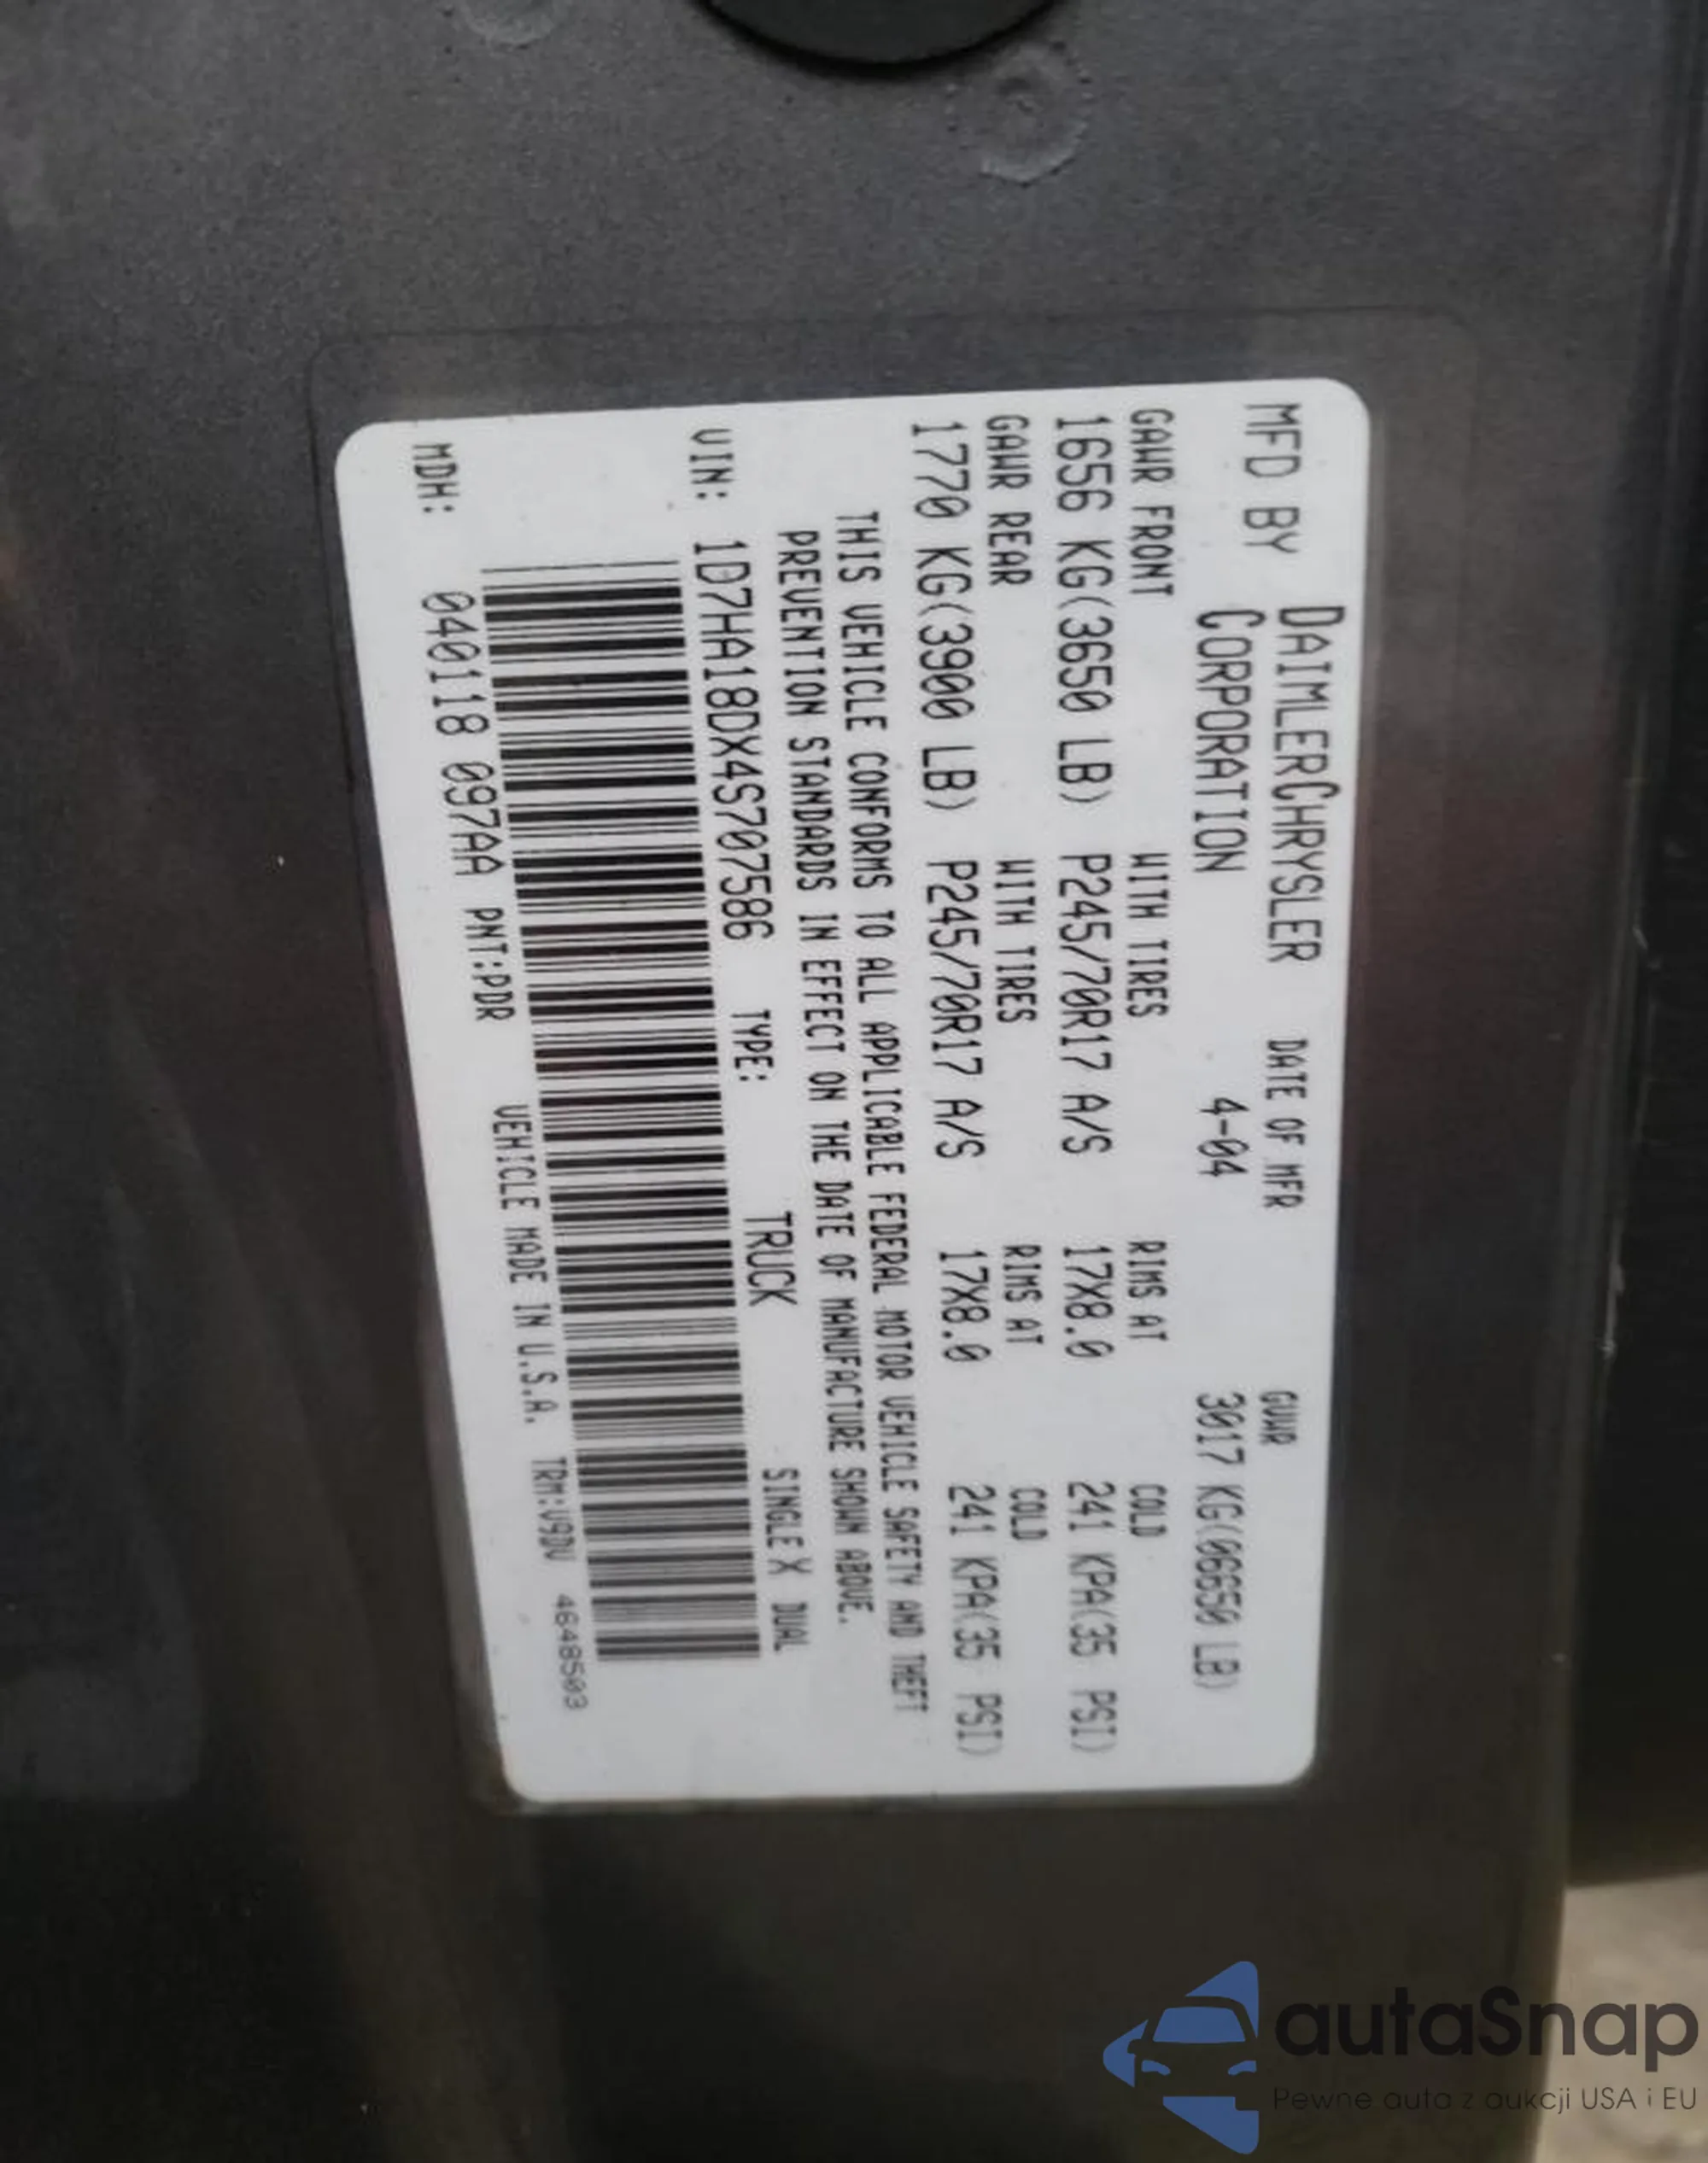 MFD BY DAIMLERCHRYSLER CORPORATION DATE OF MFR 4-04 GVWR 3017 KG(06650 LB)
GAWR FRONT WITH TIRES RIMS AT COLD
1656 KG(3650 LB) P245/70R17 A/S 17X8.0 241 KPA(35 PSI)
GAWR REAR WITH TIRES RIMS AT COLD
1770 KG(3900 LB) P245/70R17 A/S 17X8.0 241 KPA(35 PSI)
THIS VEHICLE CONFORMS TO ALL APPLICABLE FEDERAL MOTOR VEHICLE SAFETY AND THEFT
PREVENTION STANDARDS IN EFFECT ON THE DATE OF MANUFACTURE SHOWN ABOVE.
VIN: 1D7HA18DX4S707586 TYPE: TRUCK SINGLE X DUAL
MDH: 040118 097AA PNT:PDR VEHICLE MADE IN U.S.A. TRM:V9DV 4648503
autaSnap
Pewne auta z aukcji USA i EU